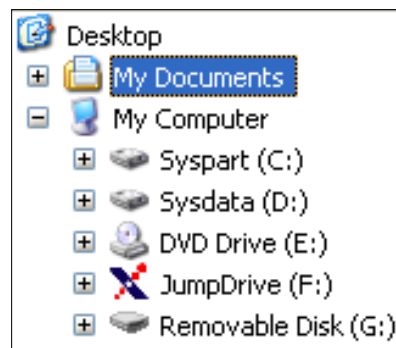 Desktop
My Documents
My Computer
Syspart (C:)
Sysdata (D:)
DVD Drive (E:)
JumpDrive (F:)
Removable Disk (G:)